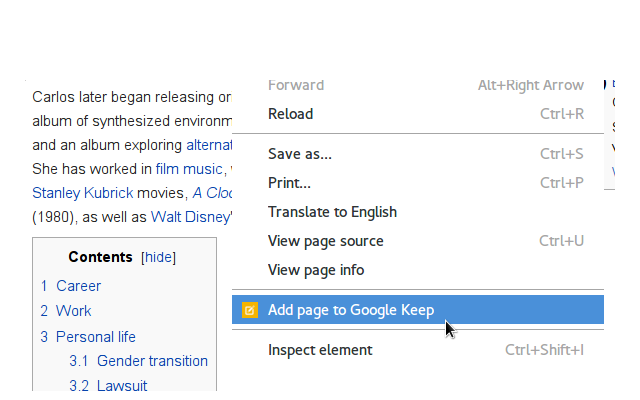 Carlos later began releasing or
album of synthesized environm
and an album exploring alternat
She has worked in film music,
Stanley Kubrick movies, A Cloc
(1980), as well as Walt Disney'
Contents [hide]
1 Career
2 Work
3 Personal life
3.1 Gender transition
3.2 Lawsuit
Forward Alt+Right Arrow
Reload Ctrl+R
Save as... Ctrl+S
Print... Ctrl+P
Translate to English
View page source Ctrl+U
View page info
Add page to Google Keep
Inspect element Ctrl+Shift+I